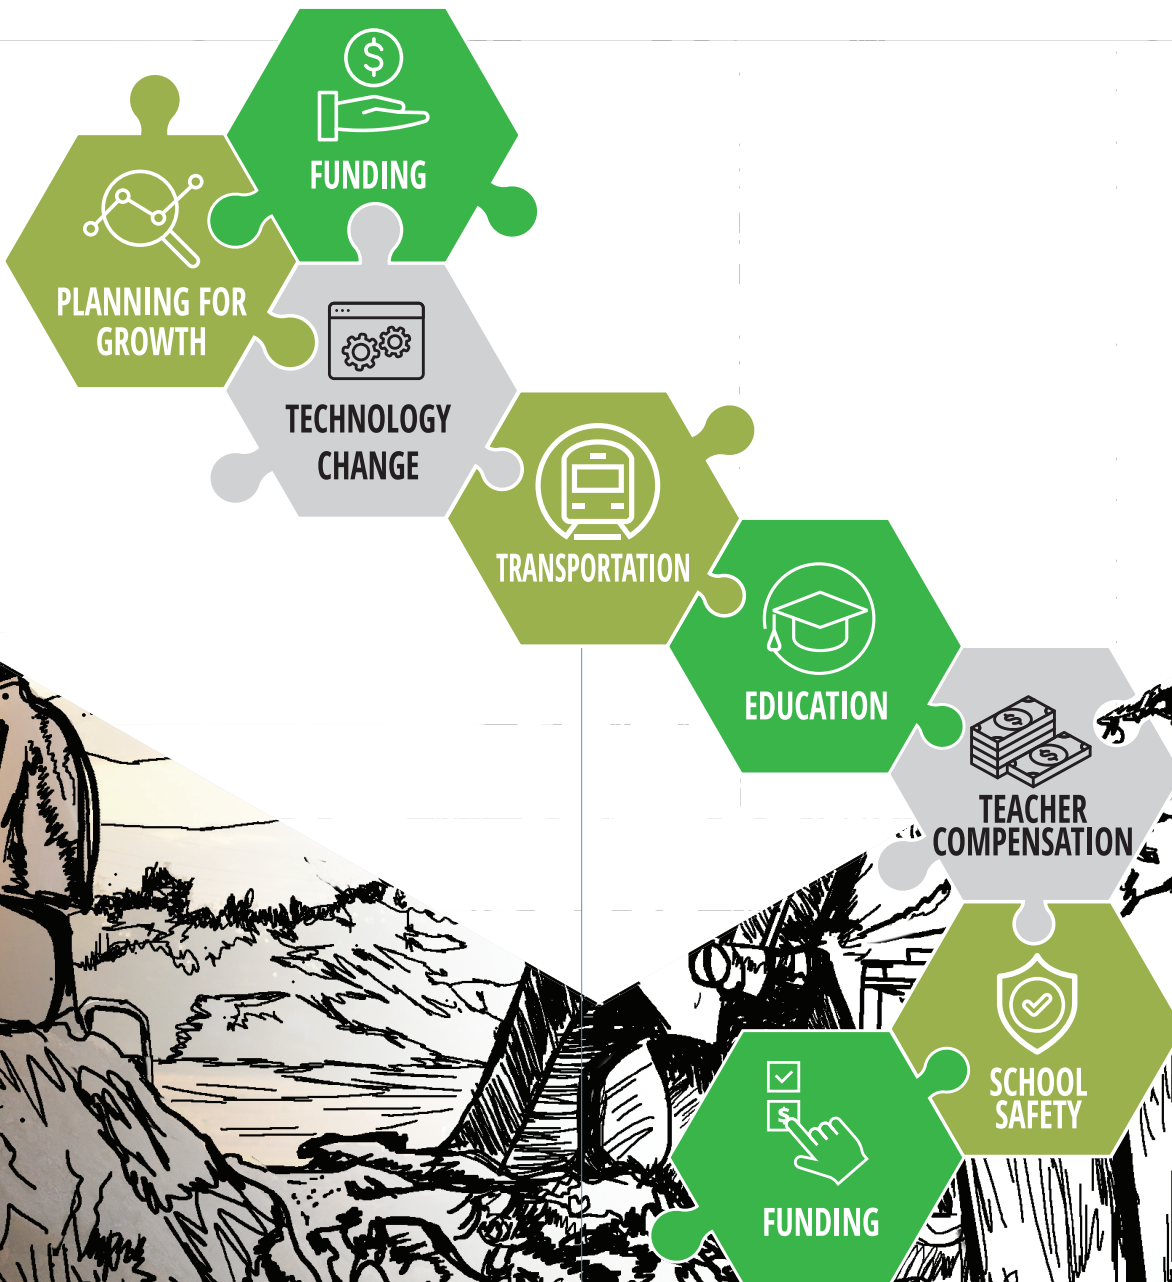 FUNDING
PLANNING FOR
GROWTH
TECHNOLOGY
CHANGE
TRANSPORTATION
EDUCATION
TEACHER
COMPENSATION
SCHOOL
SAFETY
FUNDING